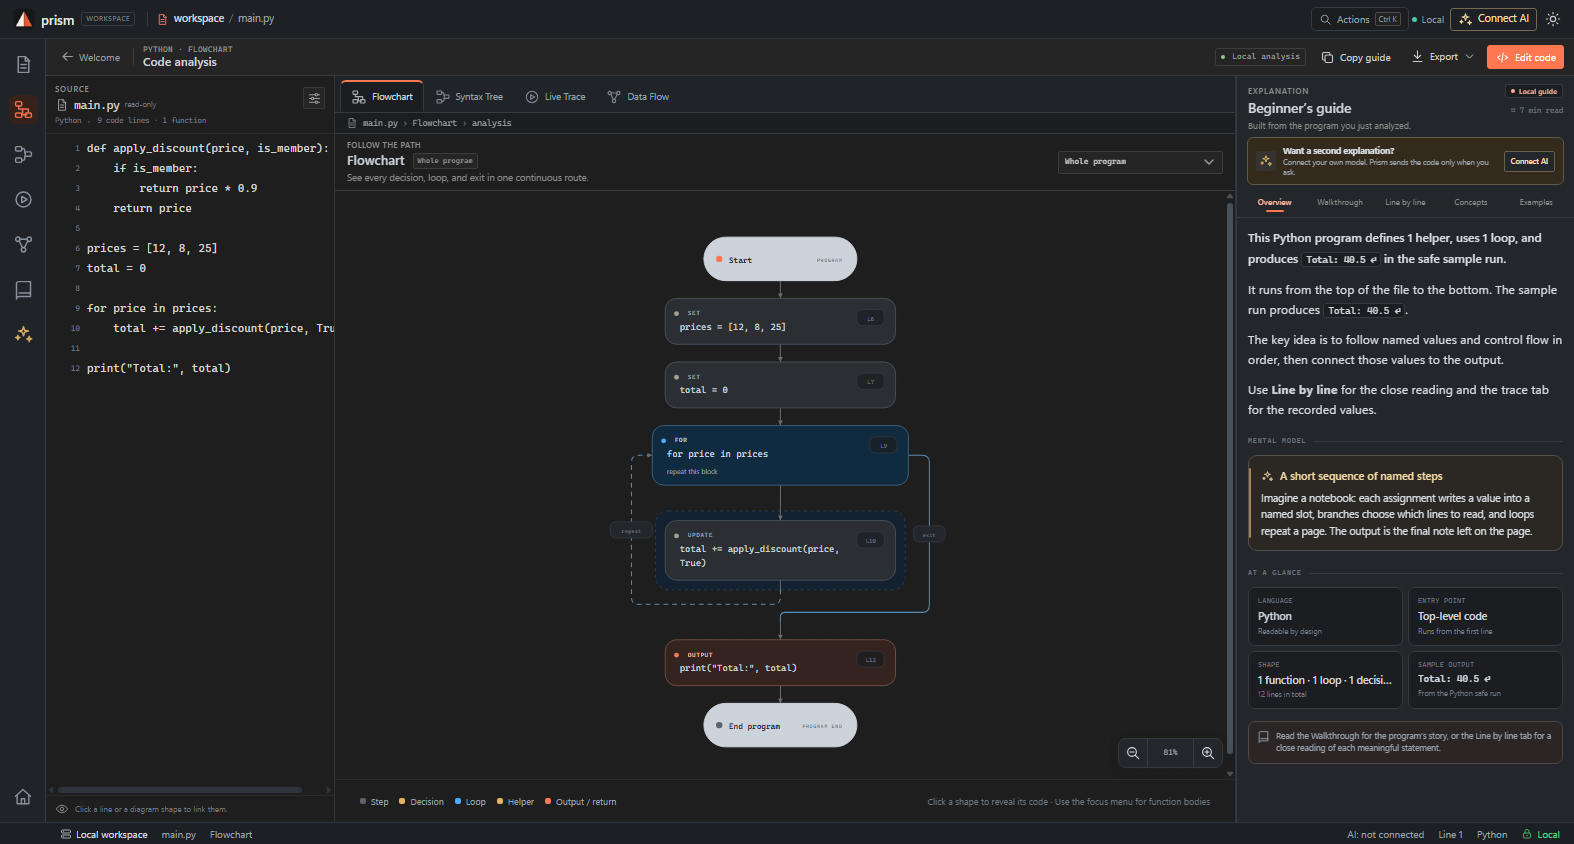 prism WORKSPACE workspace / main.py
Actions Ctrl K Local Connect AI
Welcome
PYTHON · FLOWCHART
Code analysis
Local analysis Copy guide Export </> Edit code
SOURCE
main.py read-only
Python . 9 code lines · 1 function
1 def apply_discount(price, is_member):
2 if is_member:
3 return price * 0.9
4 return price
5
6 prices = [12, 8, 25]
7 total = 0
8
9 for price in prices:
10 total += apply_discount(price, Tru
11
12 print("Total:", total)
Click a line or a diagram shape to link them.
Flowchart Syntax Tree Live Trace Data Flow
main.py › Flowchart › analysis
FOLLOW THE PATH
Flowchart Whole program
See every decision, loop, and exit in one continuous route.
Whole program
Start PROGRAM
SET L6
prices = [12, 8, 25]
SET L7
total = 0
FOR L9
for price in prices
repeat this block
repeat
exit
UPDATE L10
total += apply_discount(price,
True)
OUTPUT L12
print("Total:", total)
End program PROGRAM END
81%
Step Decision Loop Helper Output / return
Click a shape to reveal its code · Use the focus menu for function bodies
EXPLANATION Local guide
Beginner's guide
7 min read
Built from the program you just analyzed.
Want a second explanation?
Connect your own model. Prism sends the code only when you
ask.
Connect AI
Overview Walkthrough Line by line Concepts Examples
This Python program defines 1 helper, uses 1 loop, and
produces Total: 40.5 ↵ in the safe sample run.
It runs from the top of the file to the bottom. The sample
run produces Total: 40.5 ↵.
The key idea is to follow named values and control flow in
order, then connect those values to the output.
Use Line by line for the close reading and the trace tab
for the recorded values.
MENTAL MODEL
A short sequence of named steps
Imagine a notebook: each assignment writes a value into a
named slot, branches choose which lines to read, and loops
repeat a page. The output is the final note left on the page.
AT A GLANCE
LANGUAGE
Python
Readable by design
ENTRY POINT
Top-level code
Runs from the first line
SHAPE
1 function · 1 loop · 1 decisi...
12 lines in total
SAMPLE OUTPUT
Total: 40.5 ↵
From the Python safe run
Read the Walkthrough for the program's story, or the Line by line tab for a
close reading of each meaningful statement.
Local workspace main.py Flowchart
AI: not connected Line 1 Python Local